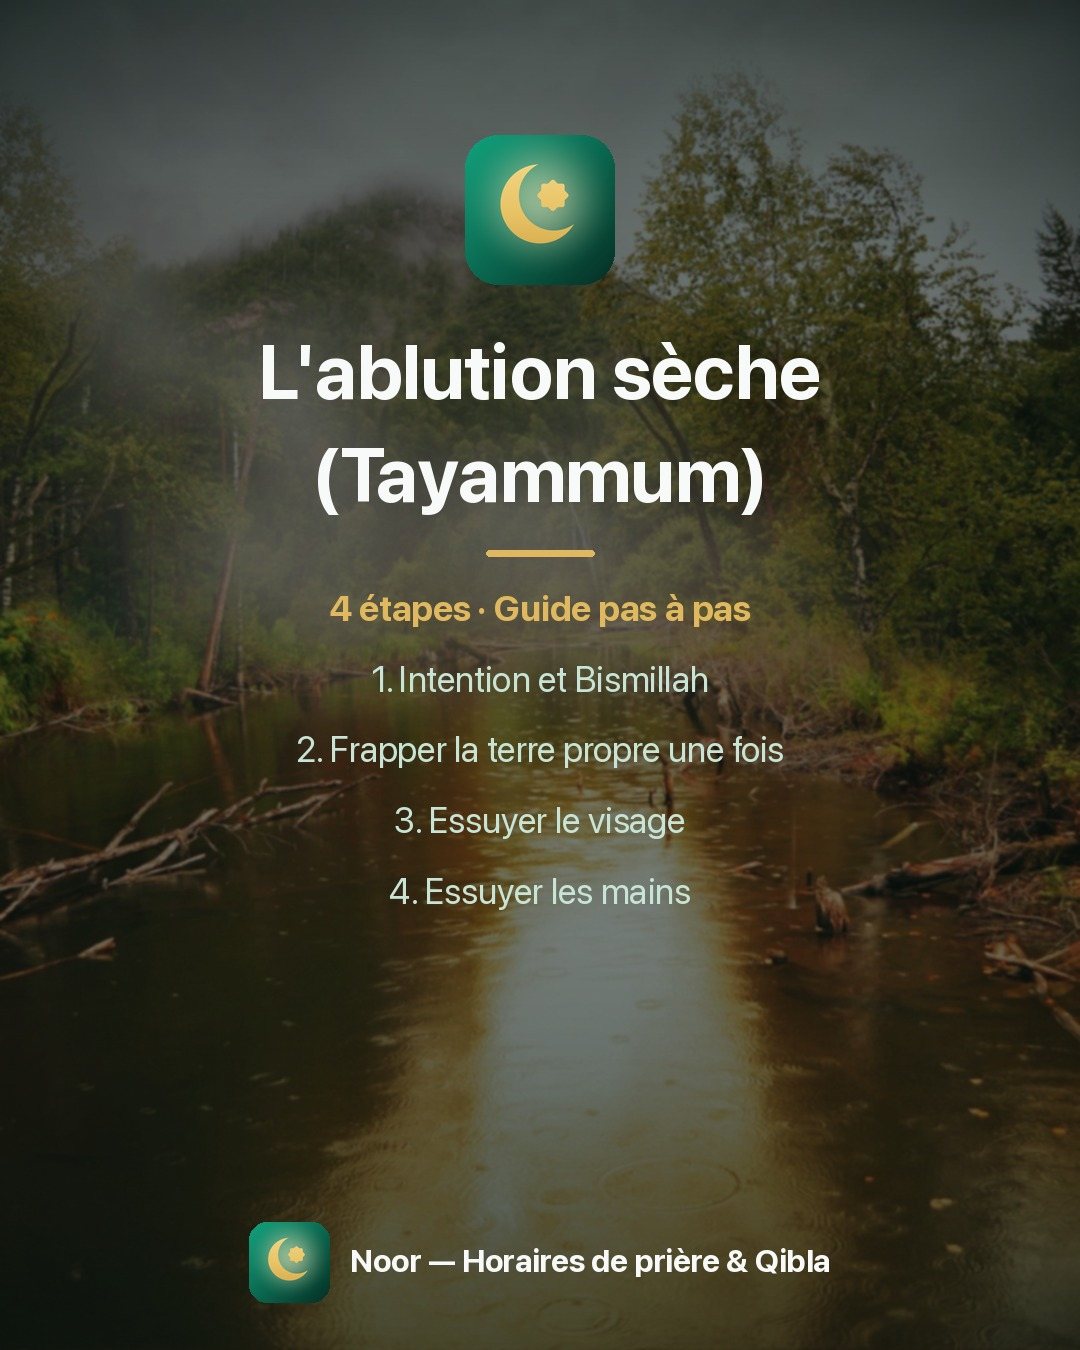 L'ablution sèche
(Tayammum)
4 étapes · Guide pas à pas
1. Intention et Bismillah
2. Frapper la terre propre une fois
3. Essuyer le visage
4. Essuyer les mains
Noor — Horaires de prière & Qibla